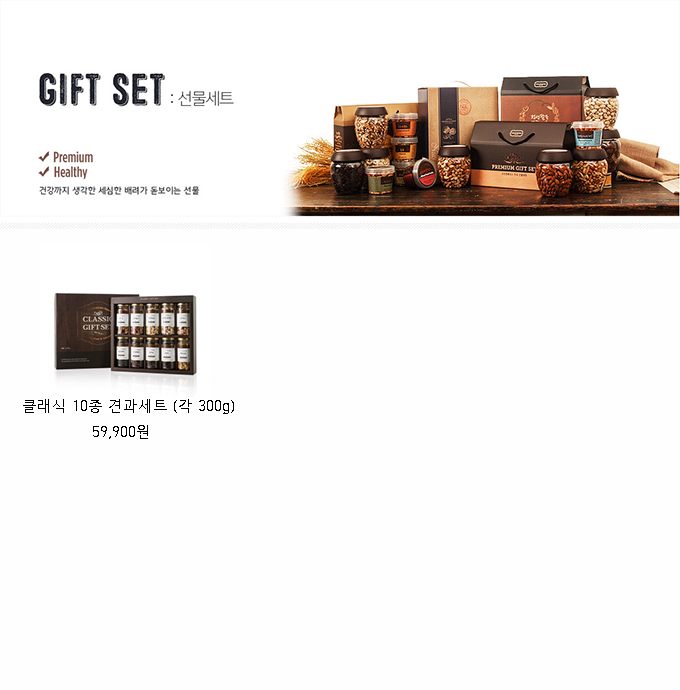 GIFT SET : 선물세트
Premium
Healthy
건강까지 생각한 세심한 배려가 돋보이는 선물
PREMIUM GIFT SET
CLASSIC
GIFT SET
클래식 10종 견과세트 (각 300g)
59,900원